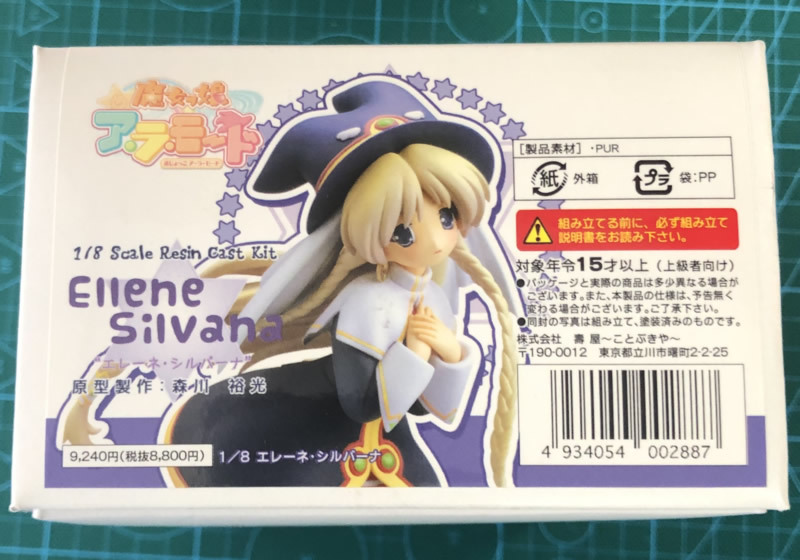 魔女っ娘
ア・ラ・モード
まじょっこア・ラ・モード
1/8 Scale Resin Cast Kit
Ellene
Silvana
"エレーネ・シルバーナ"
原型製作：森川 裕光
9,240円(税抜8,800円)
1/8 エレーネ・シルバーナ
[製品素材]・PUR
紙 外箱
プラ 袋:PP
組み立てる前に、必ず組み立て
説明書をお読み下さい。
対象年令15才以上（上級者向け）
●パッケージと実際の商品は多少異なる場合が
ございます。また、本製品の仕様は、予告無く
変わる場合がございます。ご了承下さい。
●同封の写真は組み立て、塗装済みのものです。
株式会社 壽 屋〜ことぶきや〜
〒190-0012 東京都立川市曙町2-2-25
4 934054 002887